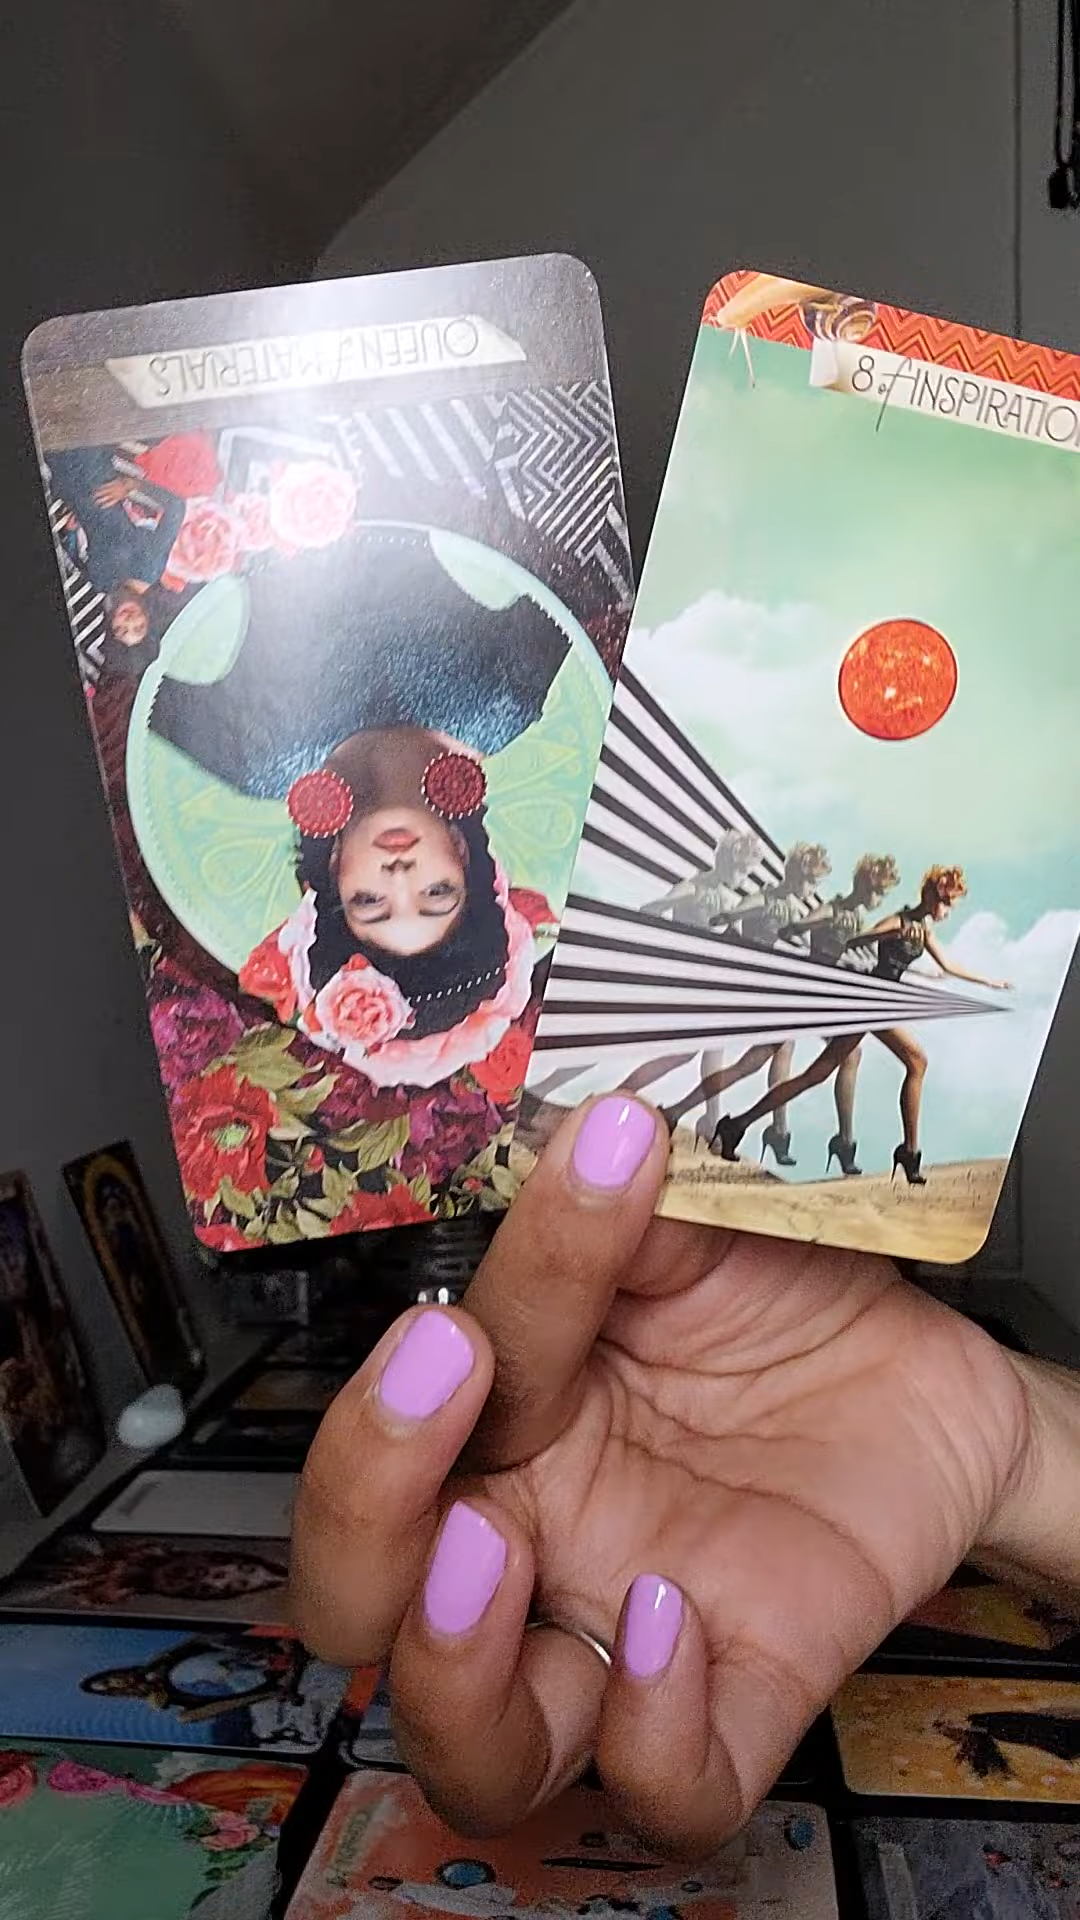 QUEEN of MATERIALS
8 of INSPIRATION